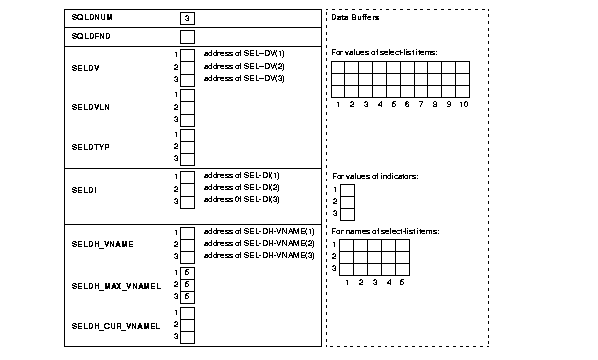 SQLDNUM 3 Data Buffers
SQLDFND
SELDV 1 address of SEL-DV(1) For values of select-list items:
2 address of SEL-DV(2)
3 address of SEL-DV(3)
1 2 3 4 5 6 7 8 9 10
SELDVLN 1
2
3
SELDTYP 1
2
3
SELDI 1 address of SEL-DI(1) For values of indicators:
2 address of SEL-DI(2) 1
3 address 0f SEL-DI(3) 2
3
SELDH_VNAME 1 address of SEL-DH-VNAME(1) For names of select-list items:
2 address of SEL-DH-VNAME(2) 1
3 address of SEL-DH-VNAME(3) 2
3
SELDH_MAX_VNAMEL 1 5
2 5
3 5
1 2 3 4 5
SELDH_CUR_VNAMEL 1
2
3